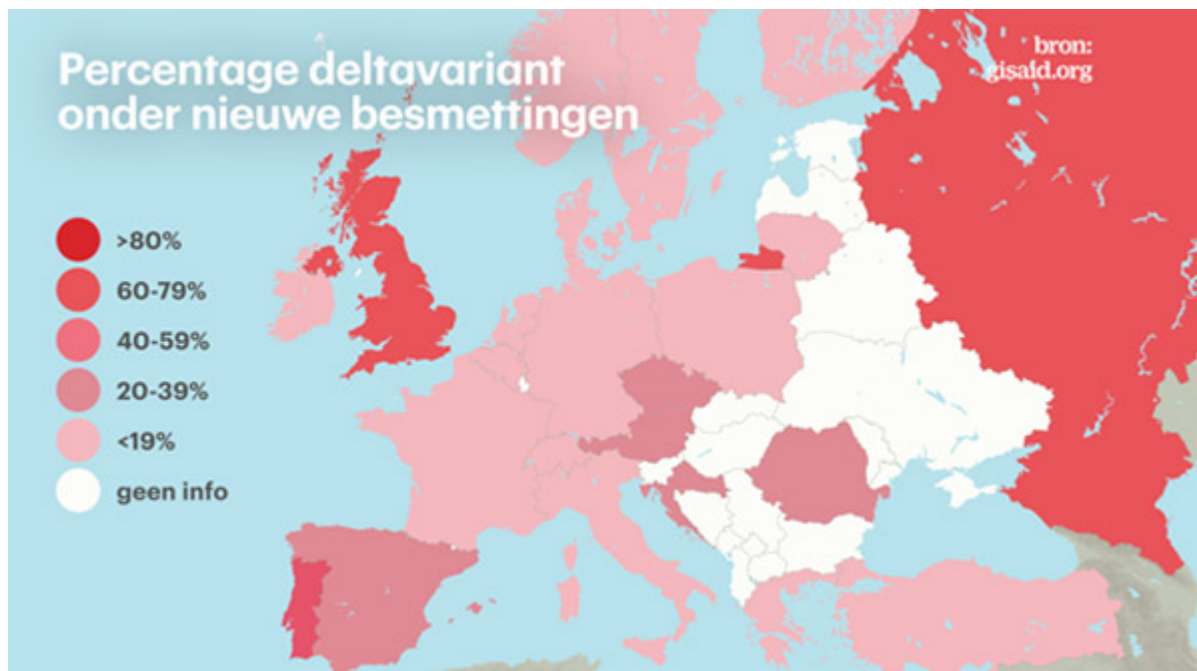 Percentage deltavariant
onder nieuwe besmettingen
bron:
gisaid.org
>80%
60-79%
40-59%
20-39%
<19%
geen info